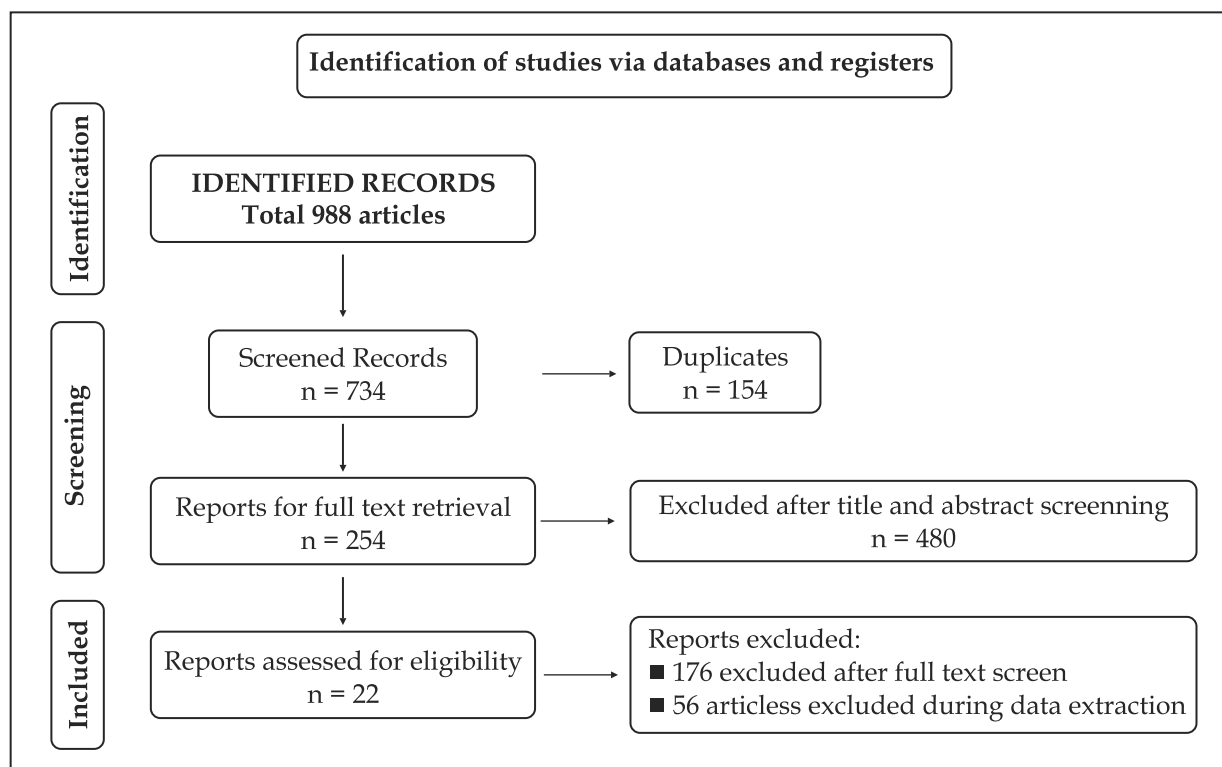 Identification of studies via databases and registers
Identification
IDENTIFIED RECORDS
Total 988 articles
Screening
Screened Records
n = 734
Duplicates
n = 154
Reports for full text retrieval
n = 254
Excluded after title and abstract screenning
n = 480
Included
Reports assessed for eligibility
n = 22
Reports excluded:
■ 176 excluded after full text screen
■ 56 articless excluded during data extraction